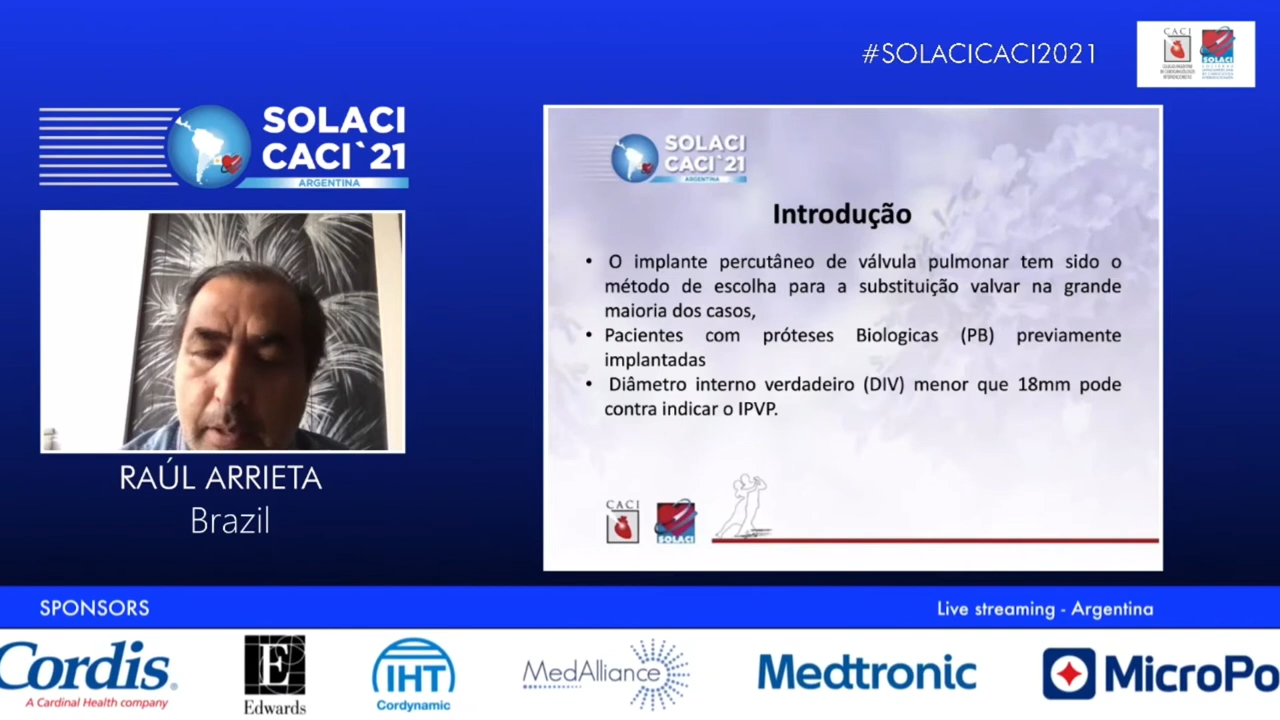 #SOLACICACI2021
CACI
SOLACI
SOLACI
CACI`21
ARGENTINA
RAÚL ARRIETA
Brazil
SOLACI
CACI`21
ARGENTINA
Introdução
• O implante percutâneo de válvula pulmonar tem sido o
método de escolha para a substituição valvar na grande
maioria dos casos,
• Pacientes com próteses Biologicas (PB) previamente
implantadas
• Diâmetro interno verdadeiro (DIV) menor que 18mm pode
contra indicar o IPVP.
CACI
SOLACI
SPONSORS
Live streaming - Argentina
Cordis
A Cardinal Health company
E
Edwards
IHT
Cordynamic
MedAlliance
Medtronic
MicroPo